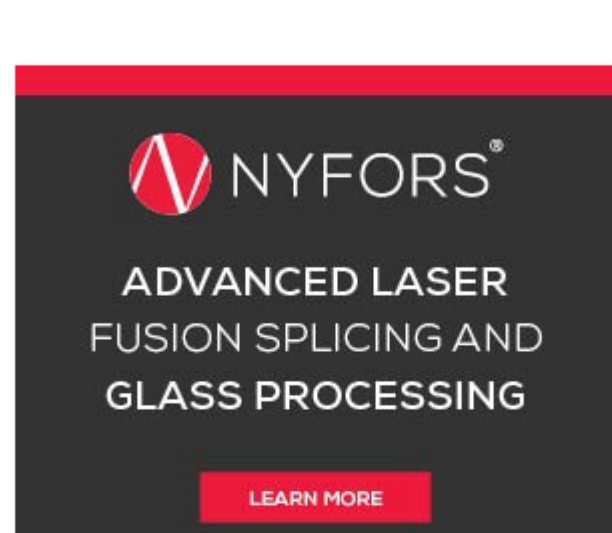 NYFORS®
ADVANCED LASER
FUSION SPLICING AND
GLASS PROCESSING
LEARN MORE